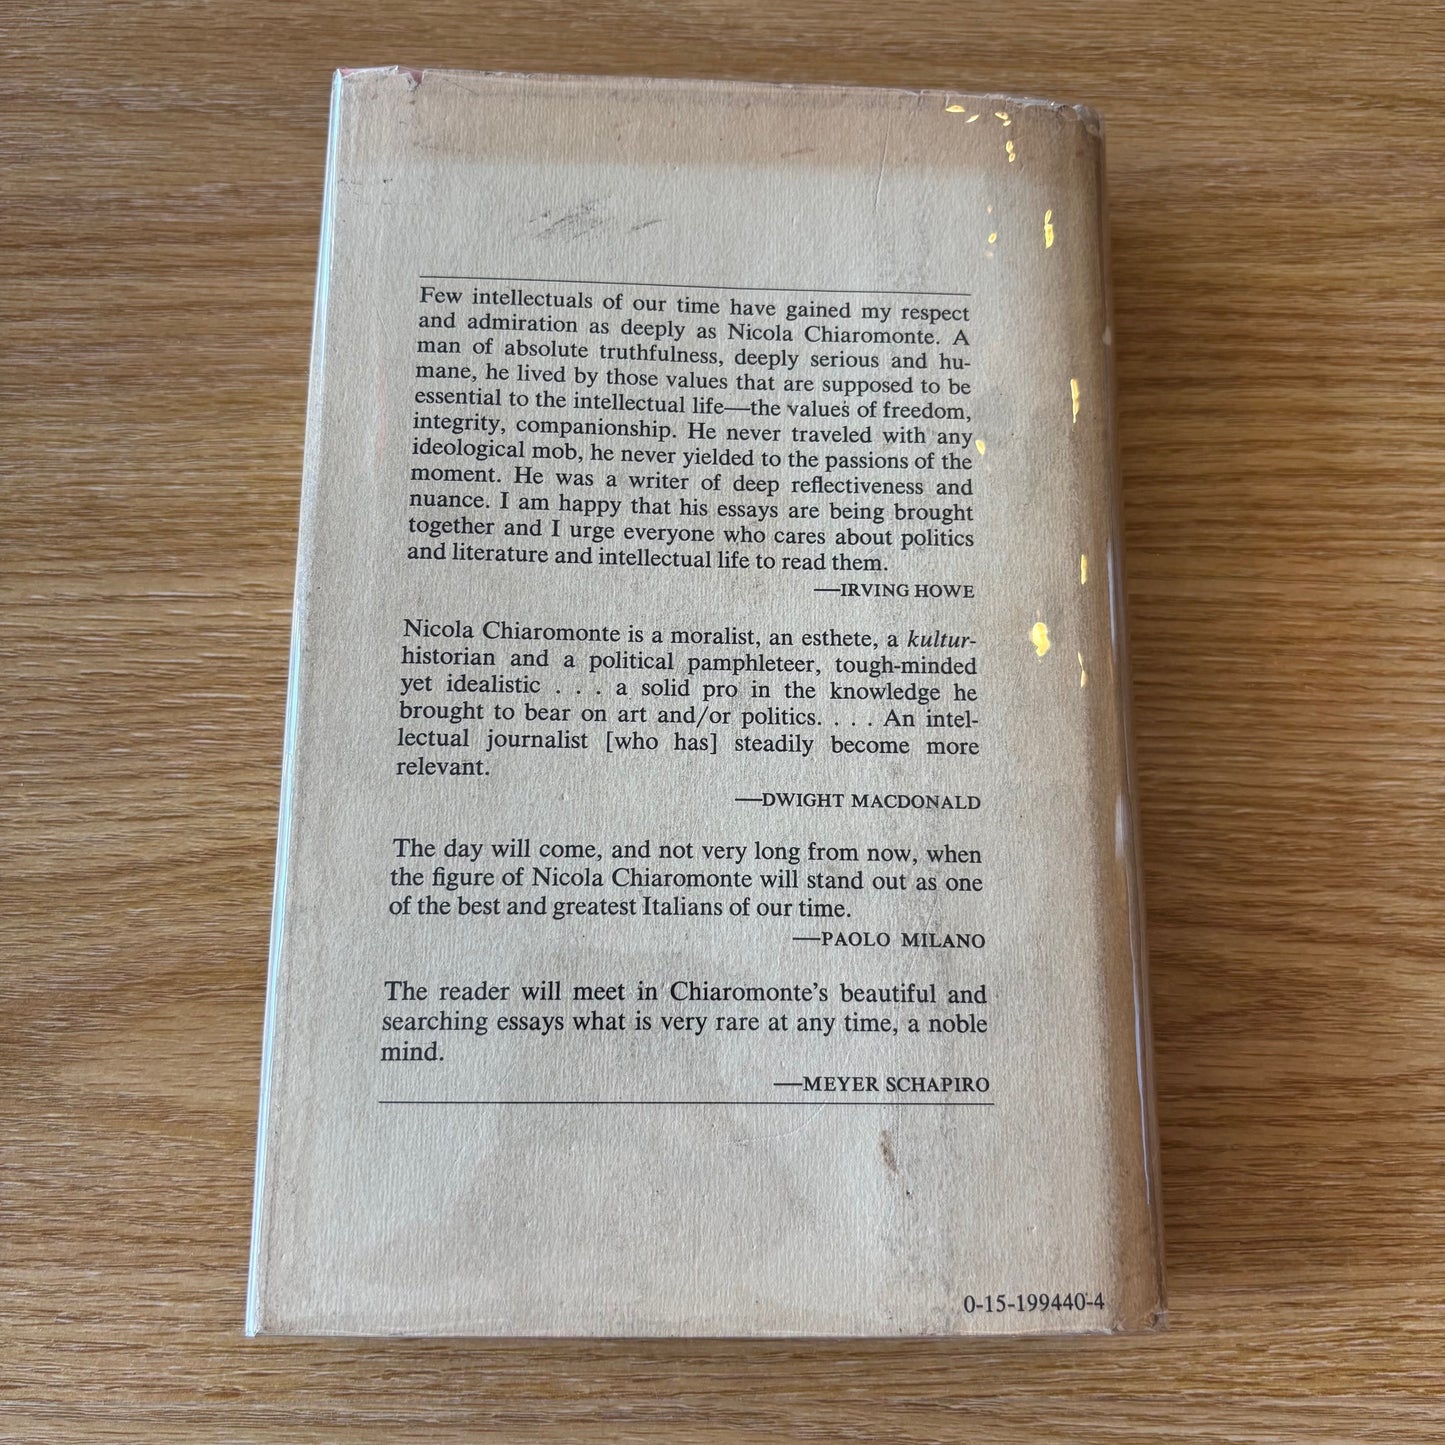 Few intellectuals of our time have gained my respect
and admiration as deeply as Nicola Chiaromonte. A
man of absolute truthfulness, deeply serious and hu-
mane, he lived by those values that are supposed to be
essential to the intellectual life—the values of freedom,
integrity, companionship. He never traveled with any
ideological mob, he never yielded to the passions of the
moment. He was a writer of deep reflectiveness and
nuance. I am happy that his essays are being brought
together and I urge everyone who cares about politics
and literature and intellectual life to read them.
—IRVING HOWE
Nicola Chiaromonte is a moralist, an esthete, a kultur-
historian and a political pamphleteer, tough-minded
yet idealistic . . . a solid pro in the knowledge he
brought to bear on art and/or politics. . . . An intel-
lectual journalist [who has] steadily become more
relevant.
—DWIGHT MACDONALD
The day will come, and not very long from now, when
the figure of Nicola Chiaromonte will stand out as one
of the best and greatest Italians of our time.
—PAOLO MILANO
The reader will meet in Chiaromonte's beautiful and
searching essays what is very rare at any time, a noble
mind.
—MEYER SCHAPIRO
0-15-199440-4